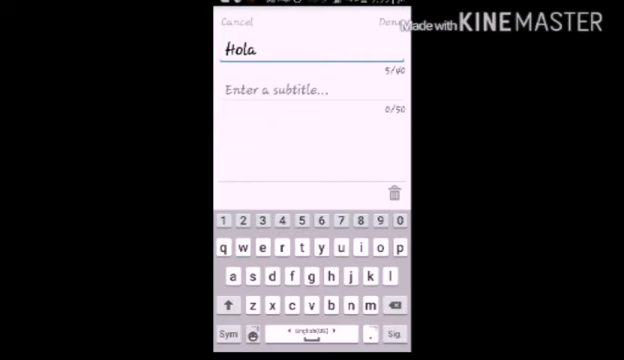 Cancel
Done
Made with KINEMASTER
Hola
5/40
Enter a subtitle...
0/50
1 2 3 4 5 6 7 8 9 0
q w e r t y u i o p
a s d f g h j k l
z x c v b n m
Sym
English(US)
.
Sig.